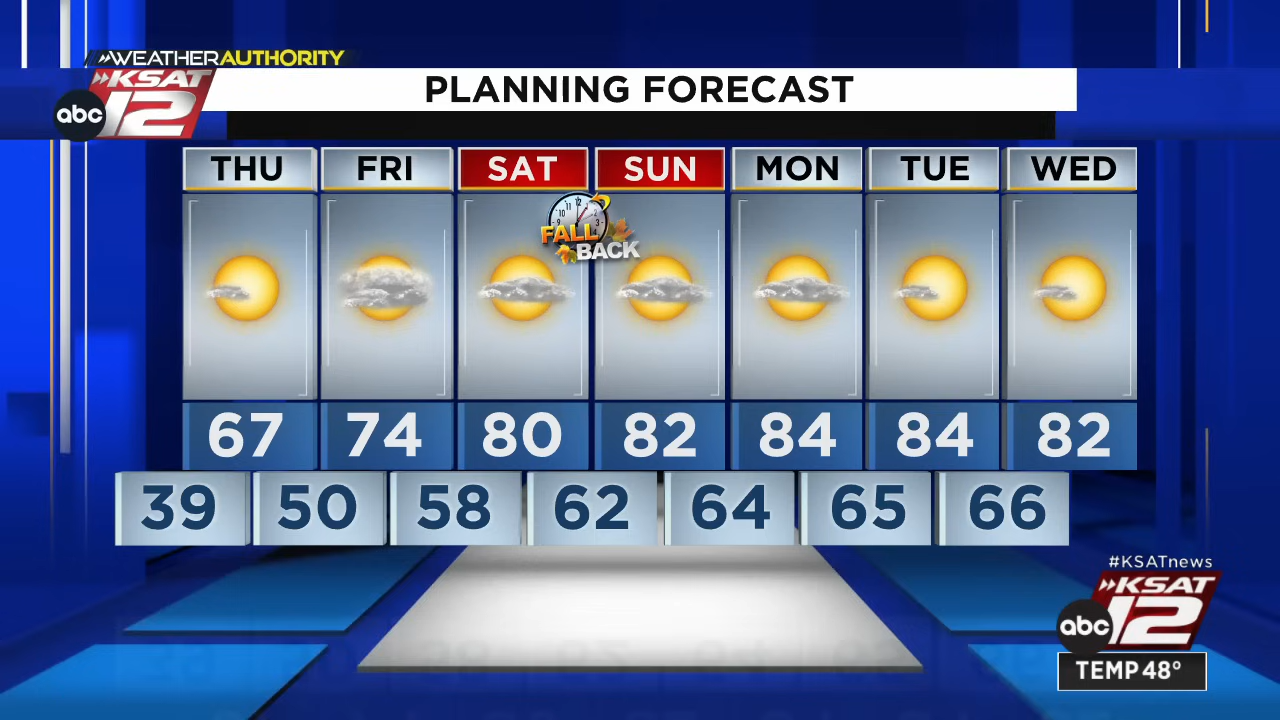 WEATHERAUTHORITY
KSAT
abc 12
PLANNING FORECAST
THU FRI SAT SUN MON TUE WED
FALL
BACK
67 74 80 82 84 84 82
39 50 58 62 64 65 66
#KSATnews
KSAT
abc 12
TEMP 48°